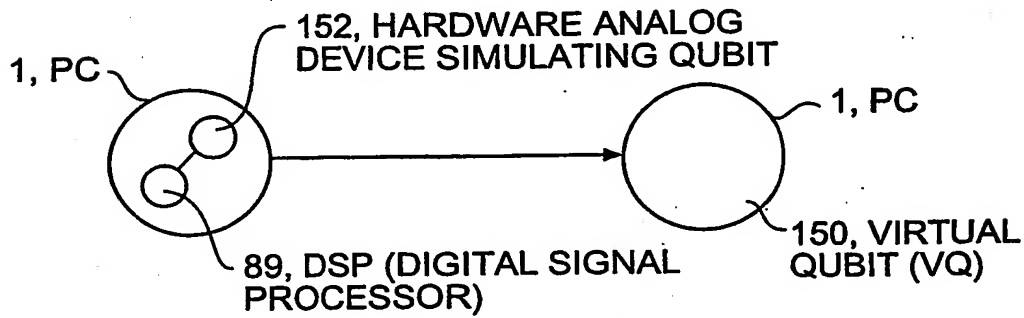 152, HARDWARE ANALOG
DEVICE SIMULATING QUBIT
1, PC
1, PC
89, DSP (DIGITAL SIGNAL
PROCESSOR)
150, VIRTUAL
QUBIT (VQ)